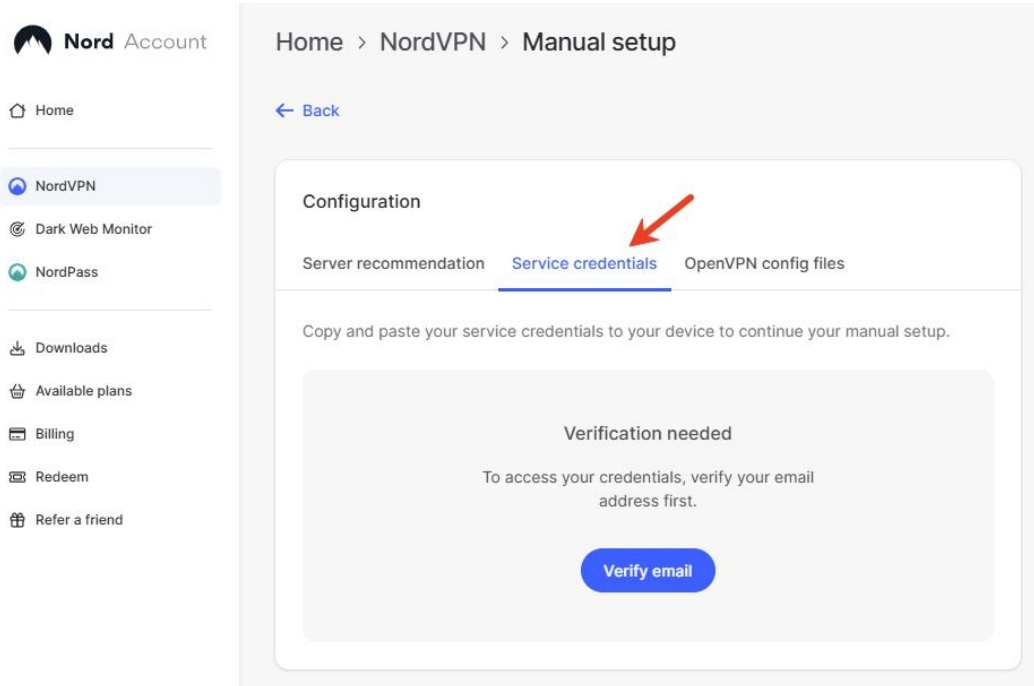 Nord Account
Home
NordVPN
Dark Web Monitor
NordPass
Downloads
Available plans
Billing
Redeem
Refer a friend
Home > NordVPN > Manual setup
← Back
Configuration
Server recommendation Service credentials OpenVPN config files
Copy and paste your service credentials to your device to continue your manual setup.
Verification needed
To access your credentials, verify your email
address first.
Verify email